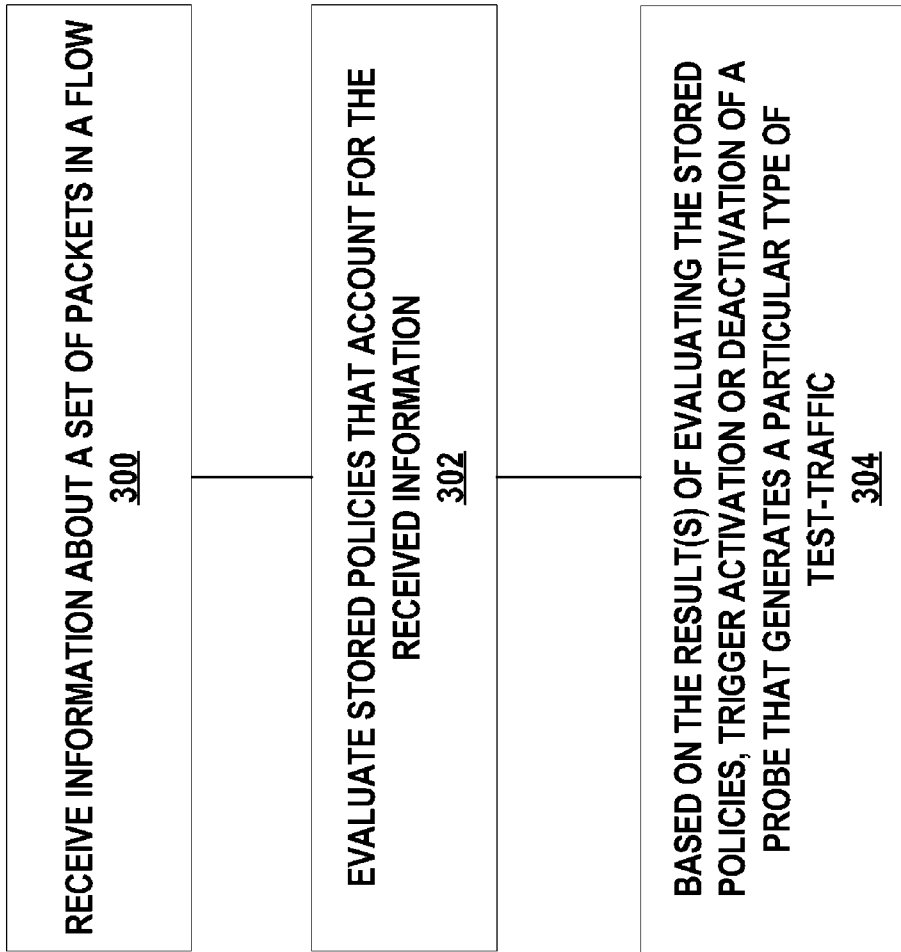 RECEIVE INFORMATION ABOUT A SET OF PACKETS IN A FLOW
300
EVALUATE STORED POLICIES THAT ACCOUNT FOR THE
RECEIVED INFORMATION
302
BASED ON THE RESULT(S) OF EVALUATING THE STORED
POLICIES, TRIGGER ACTIVATION OR DEACTIVATION OF A
PROBE THAT GENERATES A PARTICULAR TYPE OF
TEST-TRAFFIC
304